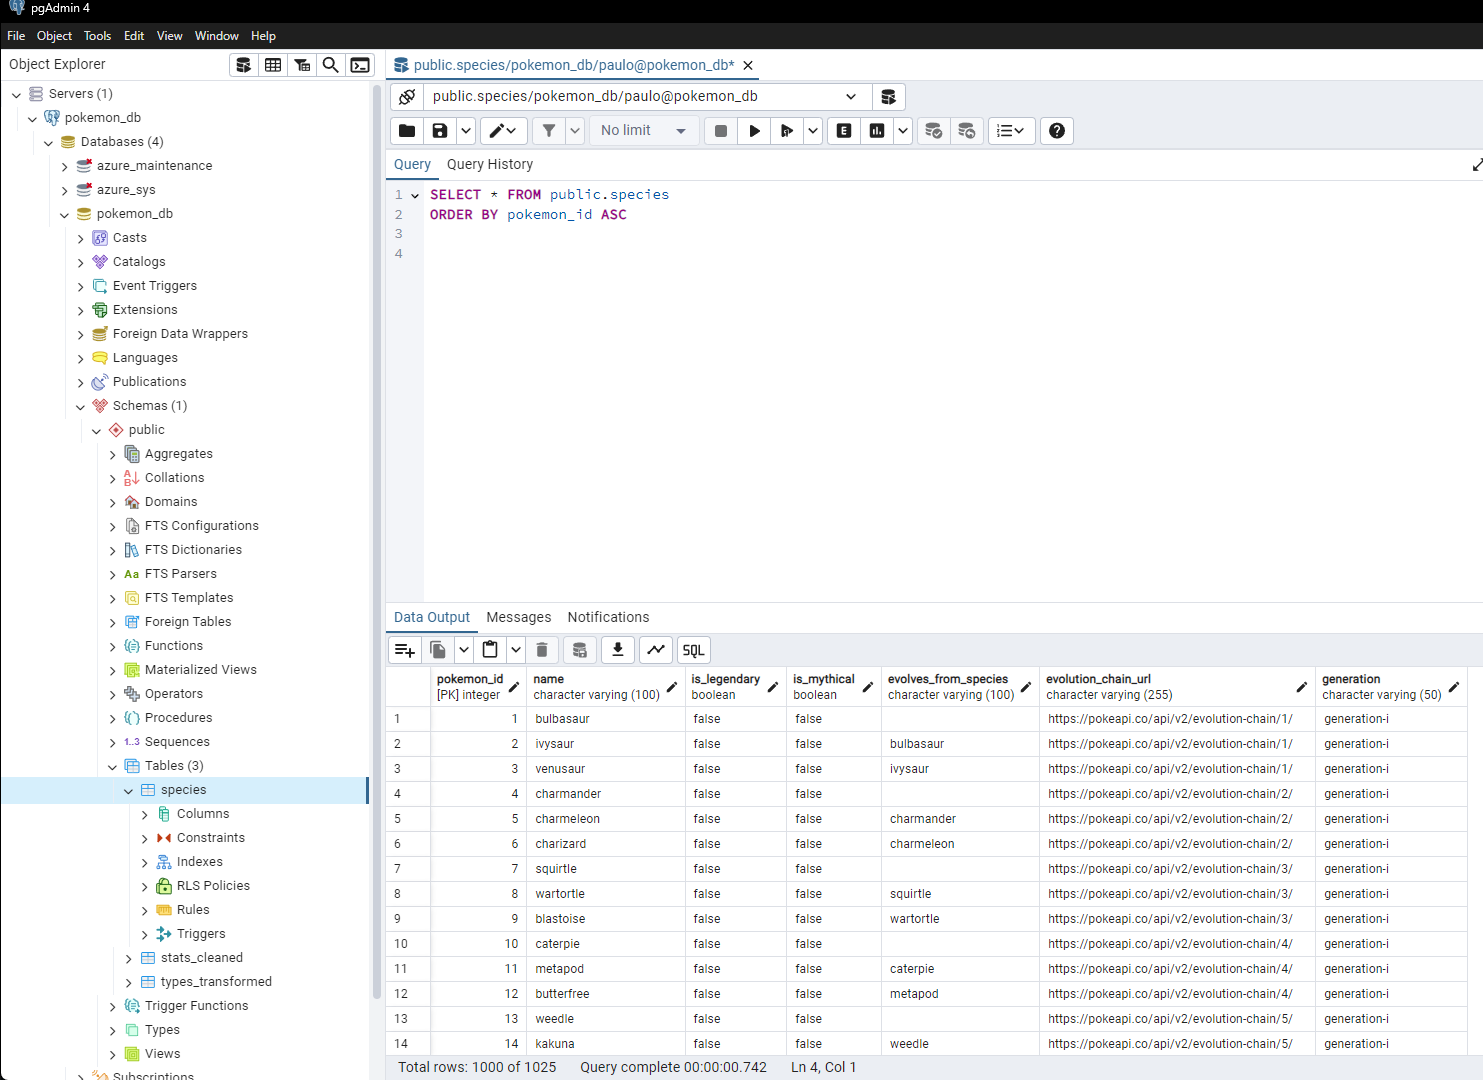 pgAdmin 4
File Object Tools Edit View Window Help
Object Explorer
Servers (1)
pokemon_db
Databases (4)
azure_maintenance
azure_sys
pokemon_db
Casts
Catalogs
Event Triggers
Extensions
Foreign Data Wrappers
Languages
Publications
Schemas (1)
public
Aggregates
Collations
Domains
FTS Configurations
FTS Dictionaries
Aa FTS Parsers
FTS Templates
Foreign Tables
Functions
Materialized Views
Operators
Procedures
1..3 Sequences
Tables (3)
species
Columns
Constraints
Indexes
RLS Policies
Rules
Triggers
stats_cleaned
types_transformed
Trigger Functions
Types
Views
Subscriptions
public.species/pokemon_db/paulo@pokemon_db*
public.species/pokemon_db/paulo@pokemon_db
No limit
E
Query Query History
1 SELECT * FROM public.species
2 ORDER BY pokemon_id ASC
3
4
Data Output Messages Notifications
SQL
pokemon_id name is_legendary is_mythical evolves_from_species evolution_chain_url generation
[PK] integer character varying (100) boolean boolean character varying (100) character varying (255) character varying (50)
1 1 bulbasaur false false https://pokeapi.co/api/v2/evolution-chain/1/ generation-i
2 2 ivysaur false false bulbasaur https://pokeapi.co/api/v2/evolution-chain/1/ generation-i
3 3 venusaur false false ivysaur https://pokeapi.co/api/v2/evolution-chain/1/ generation-i
4 4 charmander false false https://pokeapi.co/api/v2/evolution-chain/2/ generation-i
5 5 charmeleon false false charmander https://pokeapi.co/api/v2/evolution-chain/2/ generation-i
6 6 charizard false false charmeleon https://pokeapi.co/api/v2/evolution-chain/2/ generation-i
7 7 squirtle false false https://pokeapi.co/api/v2/evolution-chain/3/ generation-i
8 8 wartortle false false squirtle https://pokeapi.co/api/v2/evolution-chain/3/ generation-i
9 9 blastoise false false wartortle https://pokeapi.co/api/v2/evolution-chain/3/ generation-i
10 10 caterpie false false https://pokeapi.co/api/v2/evolution-chain/4/ generation-i
11 11 metapod false false caterpie https://pokeapi.co/api/v2/evolution-chain/4/ generation-i
12 12 butterfree false false metapod https://pokeapi.co/api/v2/evolution-chain/4/ generation-i
13 13 weedle false false https://pokeapi.co/api/v2/evolution-chain/5/ generation-i
14 14 kakuna false false weedle https://pokeapi.co/api/v2/evolution-chain/5/ generation-i
Total rows: 1000 of 1025 Query complete 00:00:00.742 Ln 4, Col 1